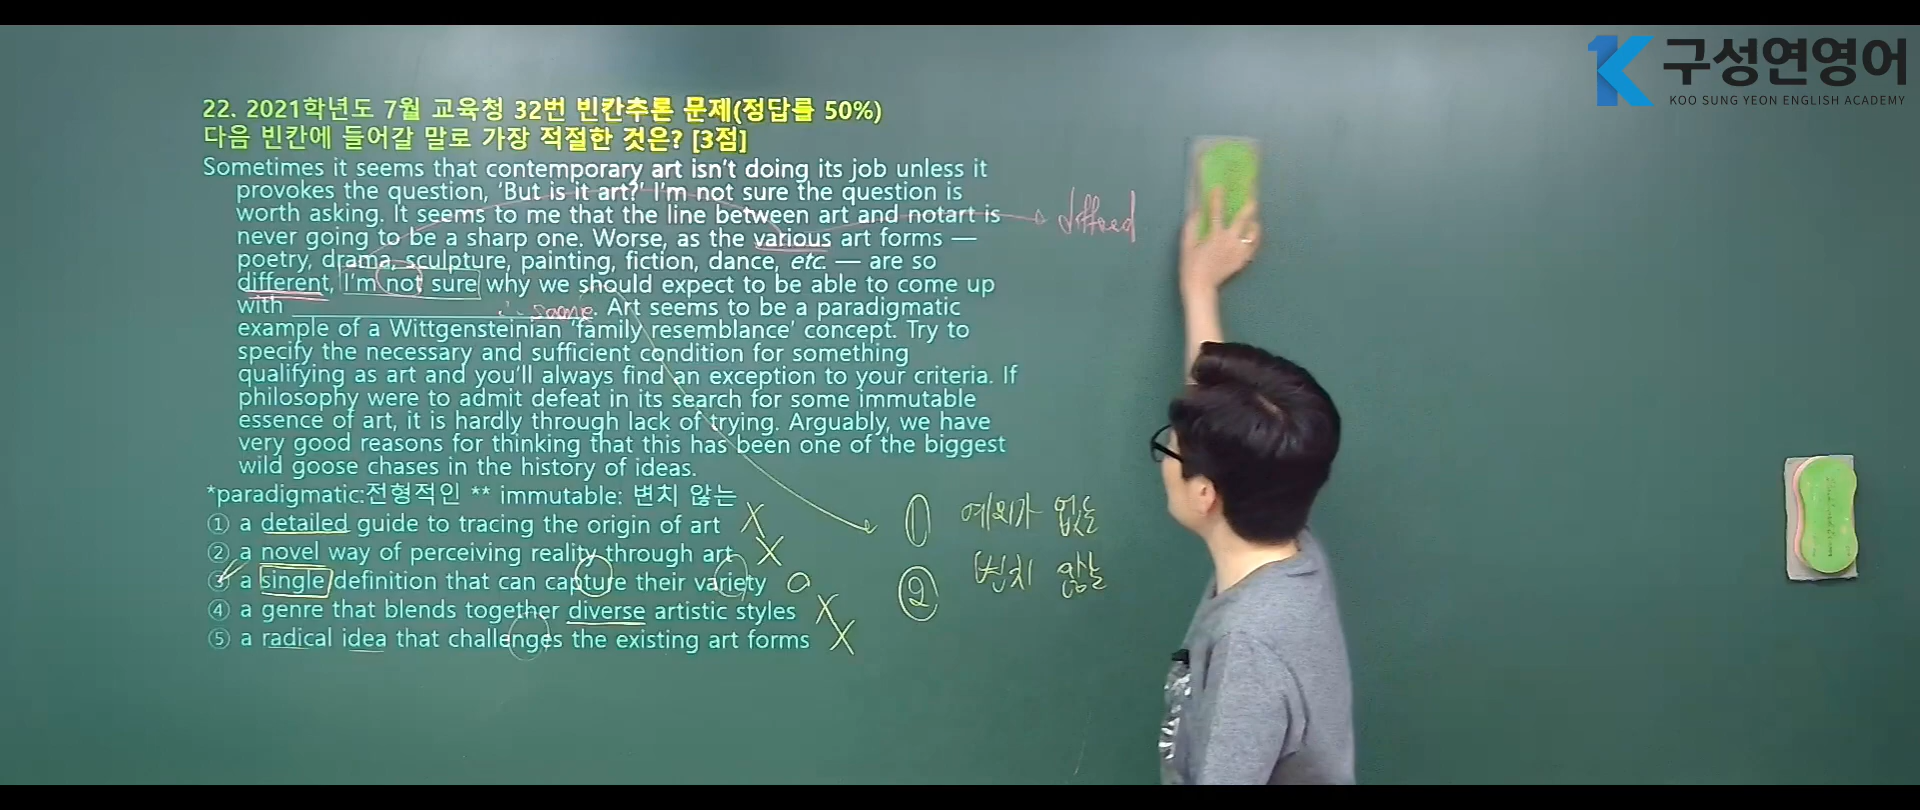 구성연영어
KOO SUNG YEON ENGLISH ACADEMY
22. 2021학년도 7월 교육청 32번 빈칸추론 문제(정답률 50%)
다음 빈칸에 들어갈 말로 가장 적절한 것은? [3점]
Sometimes it seems that contemporary art isn't doing its job unless it
provokes the question, 'But is it art?' I'm not sure the question is
worth asking. It seems to me that the line between art and notart is
never going to be a sharp one. Worse, as the various art forms —
poetry, drama, sculpture, painting, fiction, dance, etc. — are so
different, I'm not sure why we should expect to be able to come up
with ____________________. Art seems to be a paradigmatic
∴ same
example of a Wittgensteinian 'family resemblance' concept. Try to
specify the necessary and sufficient condition for something
qualifying as art and you'll always find an exception to your criteria. If
philosophy were to admit defeat in its search for some immutable
essence of art, it is hardly through lack of trying. Arguably, we have
very good reasons for thinking that this has been one of the biggest
wild goose chases in the history of ideas.
*paradigmatic:전형적인 ** immutable: 변치 않는
① a detailed guide to tracing the origin of art X
② a novel way of perceiving reality through art X
③ a single definition that can capture their variety O
④ a genre that blends together diverse artistic styles X
⑤ a radical idea that challenges the existing art forms X
① 예외가 없는
② 변치 않는